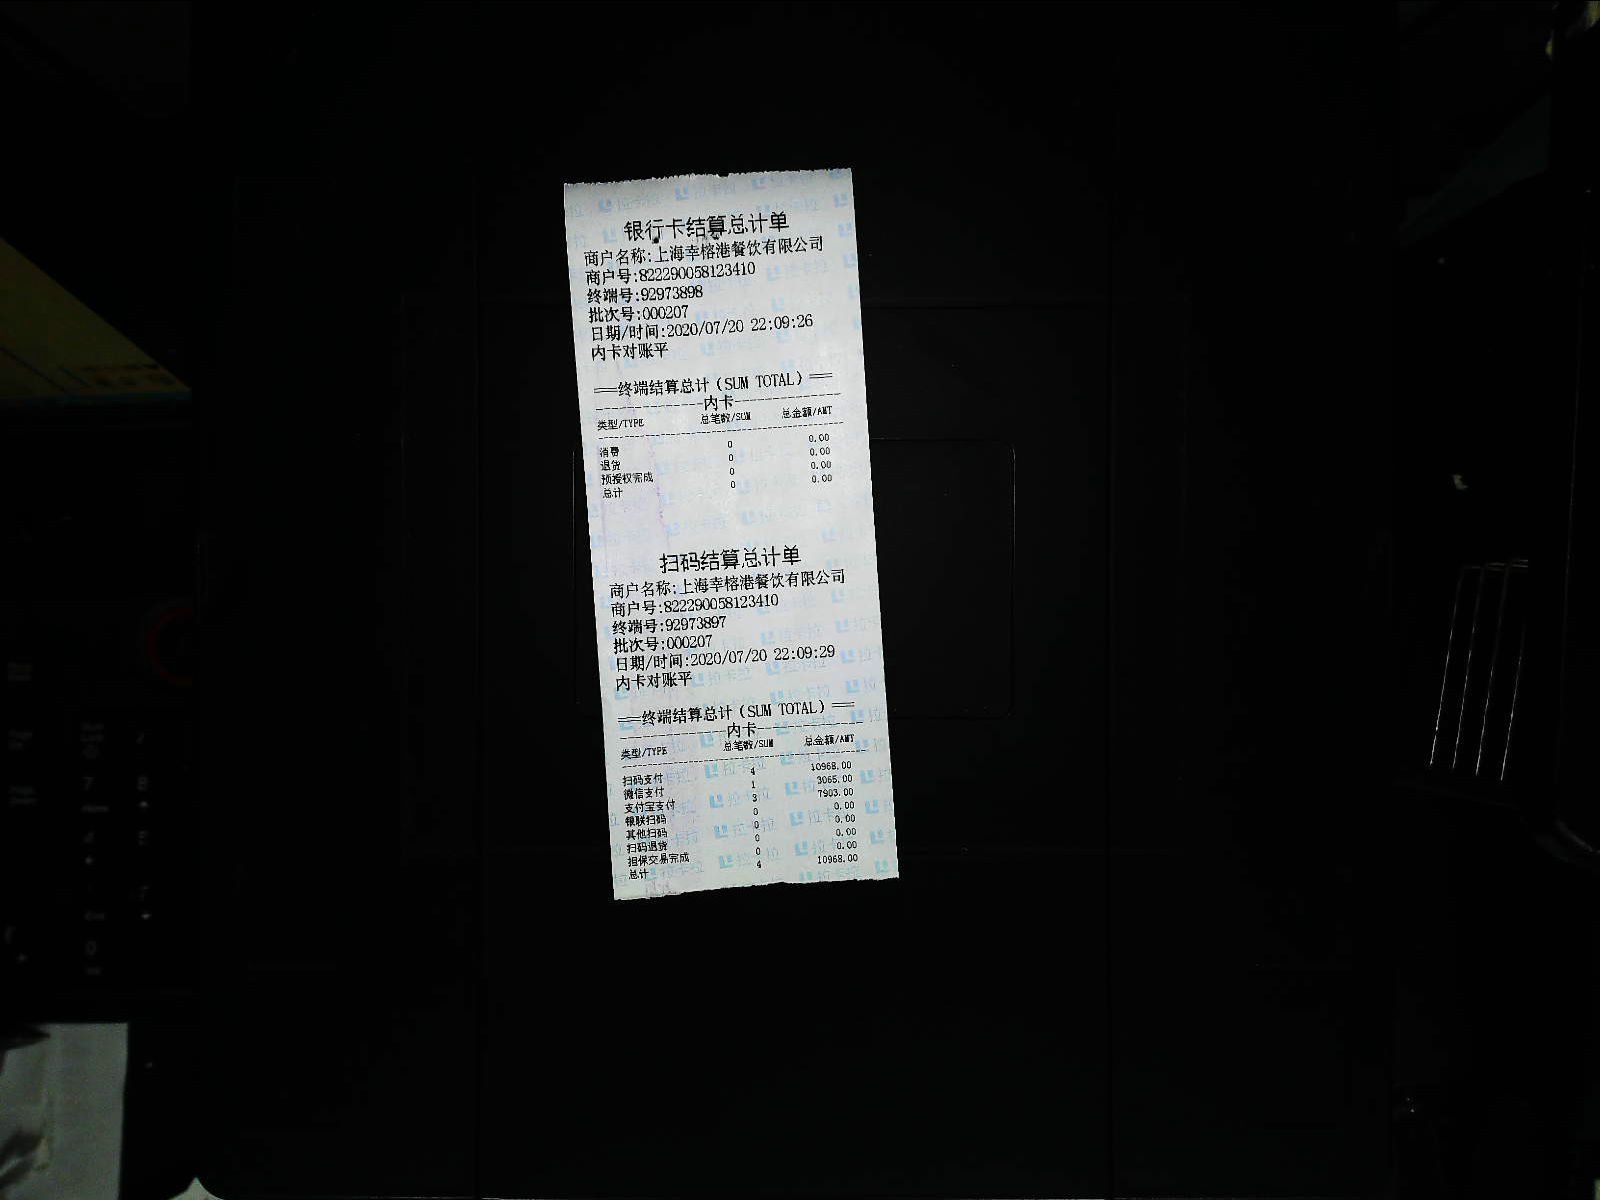 银行卡结算总计单
商户名称:上海幸榕港餐饮有限公司
商户号:822290058123410
终端号:92973898
批次号:000207
日期/时间:2020/07/20 22:09:26
内卡对账平
===终端结算总计(SUM TOTAL)===
内卡
类型/TYPE 总笔数/SUM 总金额/AMT
消费 0 0.00
退货 0 0.00
预授权完成 0 0.00
总计 0 0.00
扫码结算总计单
商户名称:上海幸榕港餐饮有限公司
商户号:822290058123410
终端号:92973897
批次号:000207
日期/时间:2020/07/20 22:09:29
内卡对账平
===终端结算总计(SUM TOTAL)===
内卡
类型/TYPE 总笔数/SUM 总金额/AMT
扫码支付 4 10968.00
微信支付 1 3065.00
支付宝支付 3 7903.00
银联扫码 0 0.00
其他扫码 0 0.00
扫码退货 0 0.00
担保交易完成 0 0.00
总计 4 10968.00